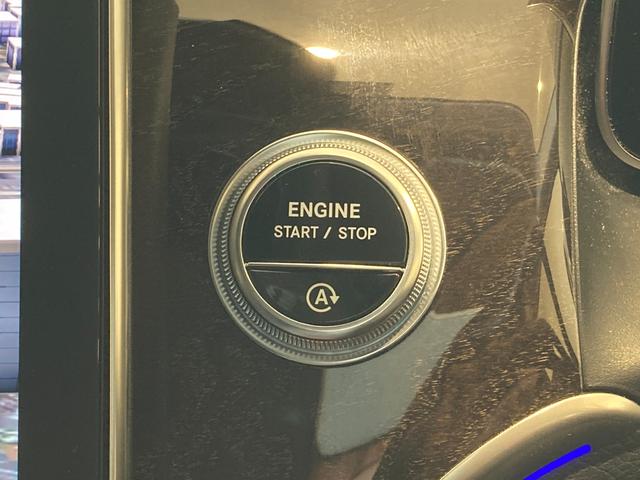 ENGINE
START / STOP
A